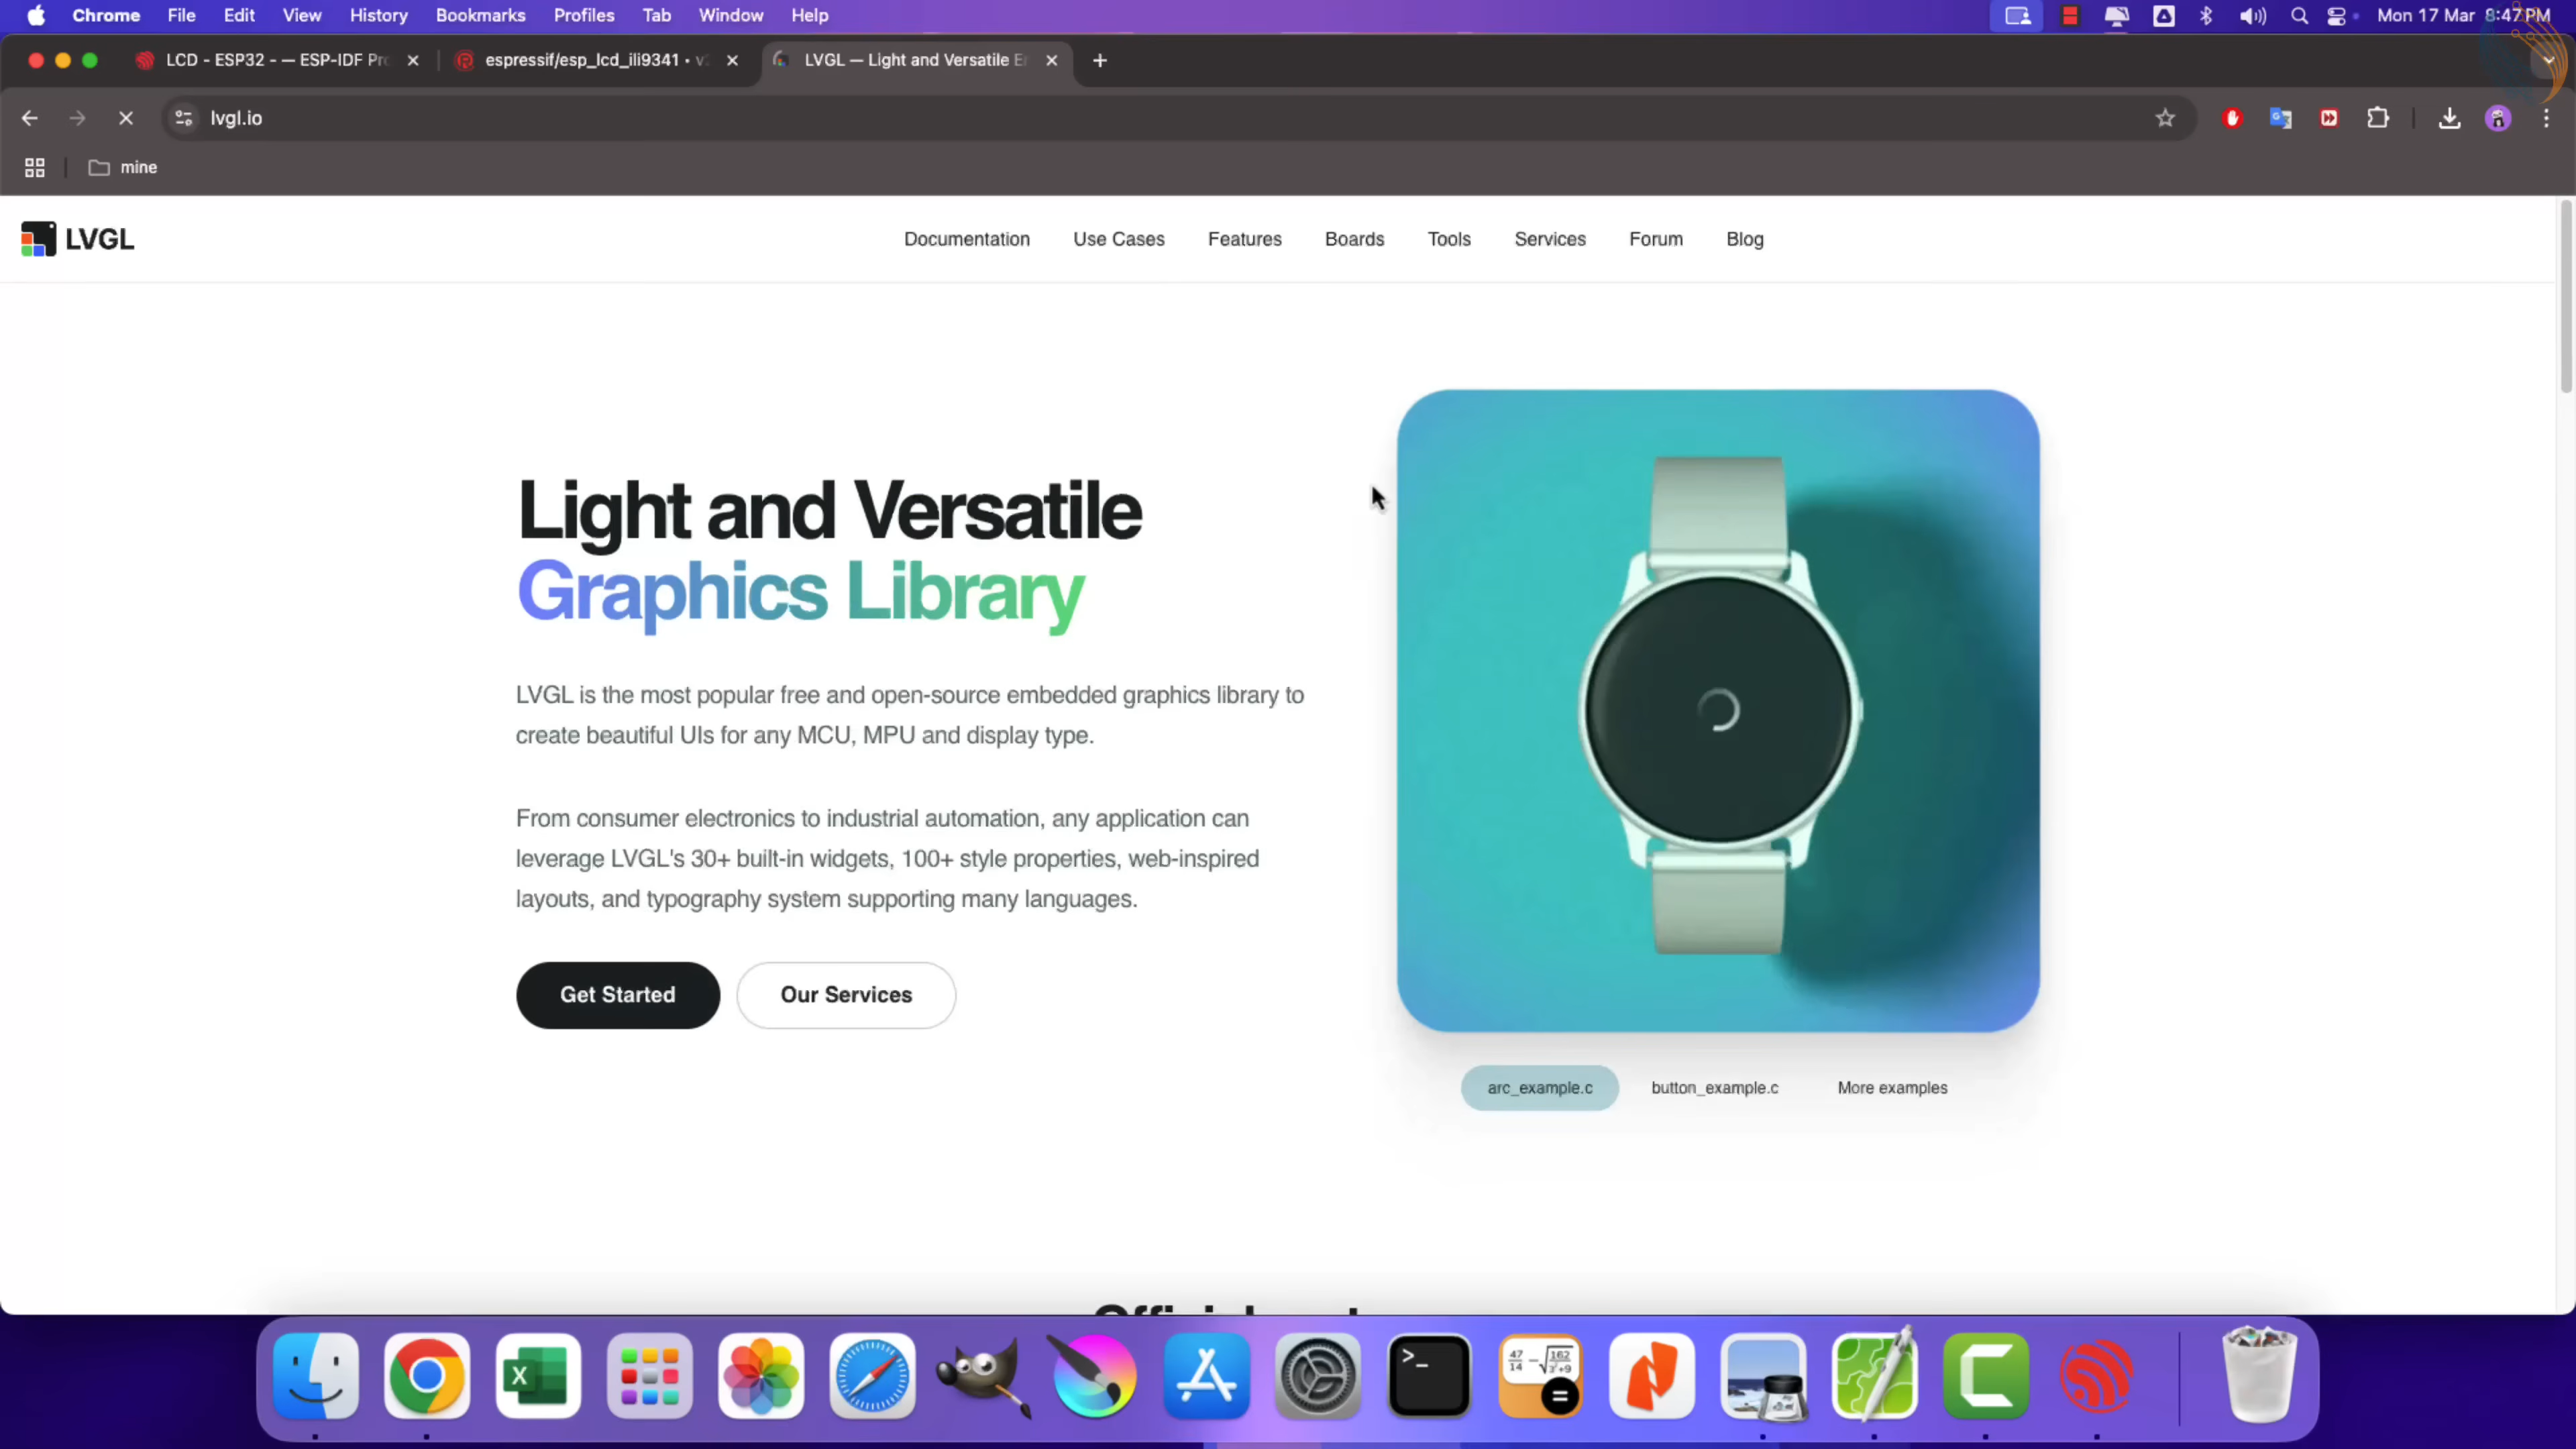 Chrome File Edit View History Bookmarks Profiles Tab Window Help Mon 17 Mar 8:47 PM
LCD - ESP32 - — ESP-IDF Pr espressif/esp_lcd_ili9341 • v LVGL — Light and Versatile E
lvgl.io
mine
LVGL Documentation Use Cases Features Boards Tools Services Forum Blog
Light and Versatile
Graphics Library
LVGL is the most popular free and open-source embedded graphics library to
create beautiful UIs for any MCU, MPU and display type.
From consumer electronics to industrial automation, any application can
leverage LVGL's 30+ built-in widgets, 100+ style properties, web-inspired
layouts, and typography system supporting many languages.
Get Started Our Services
arc_example.c button_example.c More examples